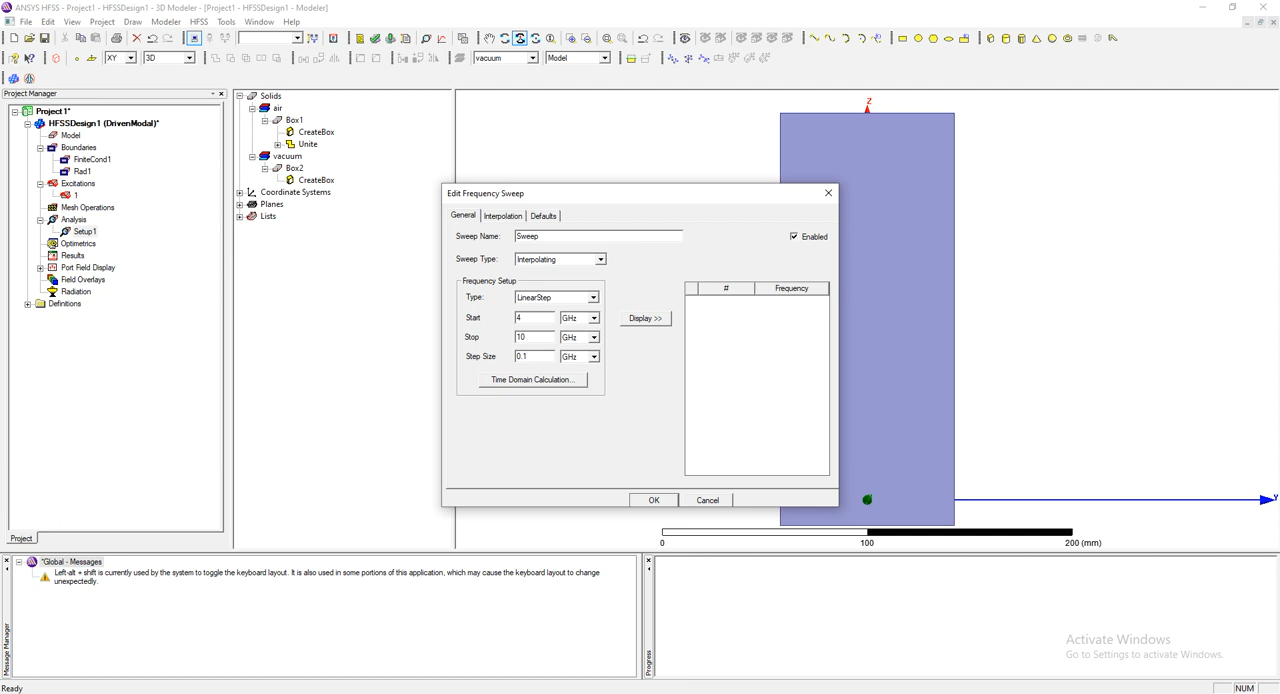 ANSYS HFSS - Project1 - HFSSDesign1 - 3D Modeler - [Project1 - HFSSDesign1 - Modeler]
File Edit View Project Draw Modeler HFSS Tools Window Help
XY 3D vacuum Model
Project Manager
Project1*
HFSSDesign1 (DrivenModal)*
Model
Boundaries
FiniteCond1
Rad1
Excitations
1
Mesh Operations
Analysis
Setup1
Optimetrics
Results
Port Field Display
Field Overlays
Radiation
Definitions
Project
Solids
air
Box1
CreateBox
Unite
vacuum
Box2
CreateBox
Coordinate Systems
Planes
Lists
Z
Y
0 100 200 (mm)
Edit Frequency Sweep
General Interpolation Defaults
Sweep Name: Sweep Enabled
Sweep Type: Interpolating
Frequency Setup
Type: LinearStep
Start 4 GHz
Stop 10 GHz
Step Size 0.1 GHz
Time Domain Calculation...
Display >>
# Frequency
OK Cancel
*Global - Messages
Left-alt + shift is currently used by the system to toggle the keyboard layout. It is also used in some portions of this application, which may cause the keyboard layout to change
unexpectedly.
Message Manager
Progress
Activate Windows
Go to Settings to activate Windows.
Ready NUM